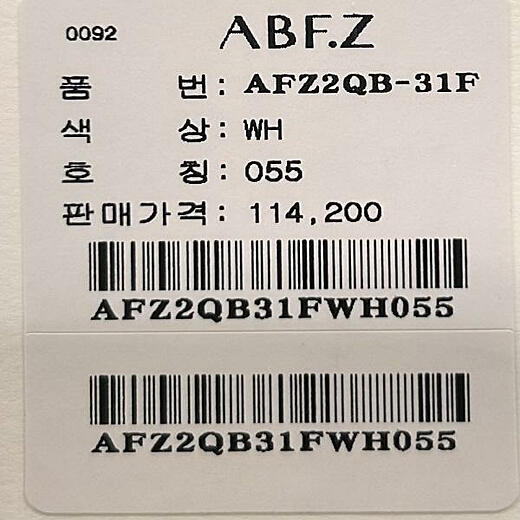 0092 ABF.Z
품 번: AFZ2QB-31F
색 상: WH
호 칭: 055
판매가격: 114,200
AFZ2QB31FWH055
AFZ2QB31FWH055